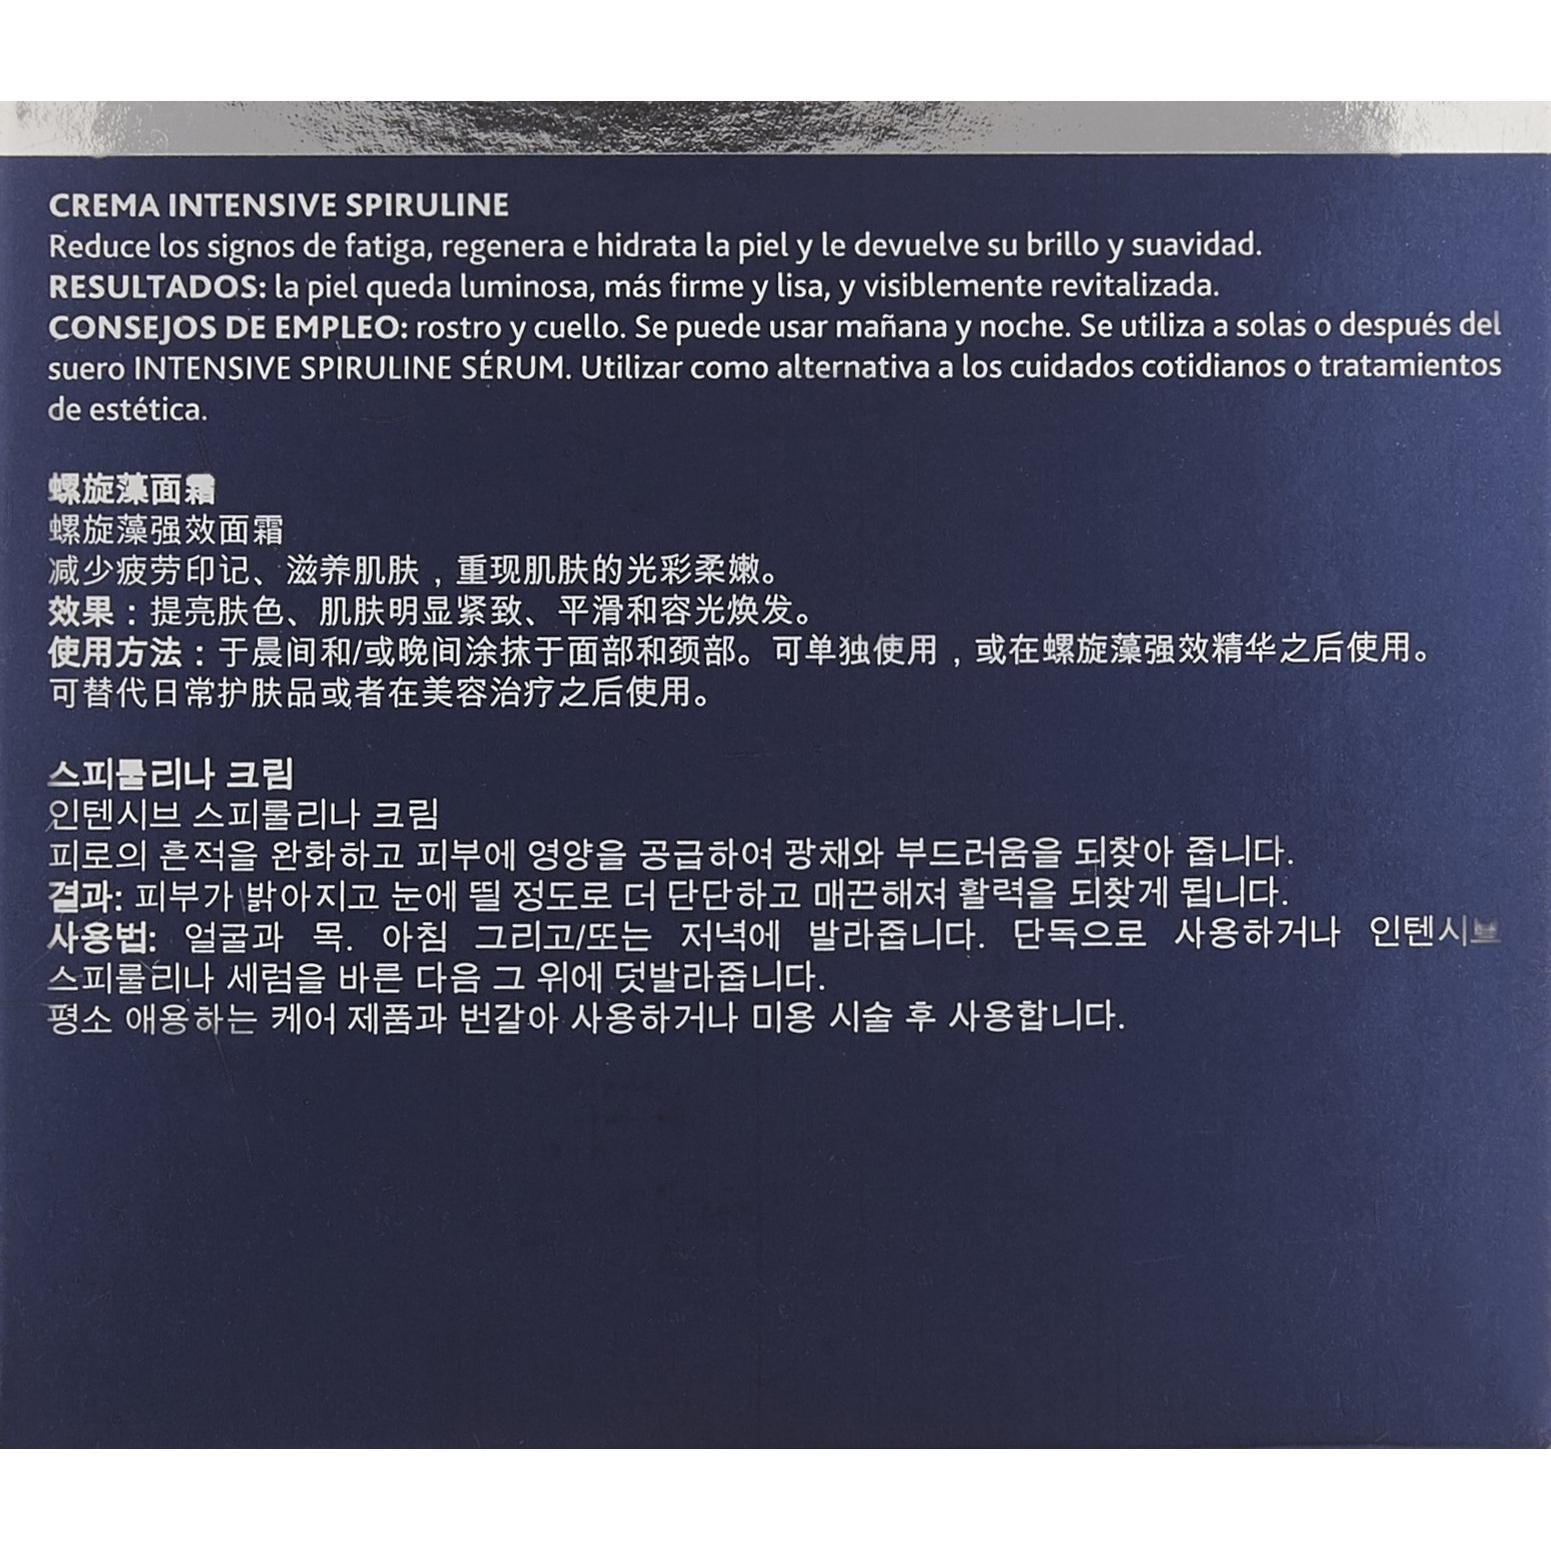 CREMA INTENSIVE SPIRULINE
Reduce los signos de fatiga, regenera e hidrata la piel y le devuelve su brillo y suavidad.
RESULTADOS: la piel queda luminosa, más firme y lisa, y visiblemente revitalizada.
CONSEJOS DE EMPLEO: rostro y cuello. Se puede usar mañana y noche. Se utiliza a solas o después del
suero INTENSIVE SPIRULINE SÉRUM. Utilizar como alternativa a los cuidados cotidianos o tratamientos
de estética.
螺旋藻面霜
螺旋藻强效面霜
减少疲劳印记、滋养肌肤，重现肌肤的光彩柔嫩。
效果：提亮肤色、肌肤明显紧致、平滑和容光焕发。
使用方法：于晨间和/或晚间涂抹于面部和颈部。可单独使用，或在螺旋藻强效精华之后使用。
可替代日常护肤品或者在美容治疗之后使用。
스피룰리나 크림
인텐시브 스피룰리나 크림
피로의 흔적을 완화하고 피부에 영양을 공급하여 광채와 부드러움을 되찾아 줍니다.
결과: 피부가 밝아지고 눈에 띌 정도로 더 단단하고 매끈해져 활력을 되찾게 됩니다.
사용법: 얼굴과 목. 아침 그리고/또는 저녁에 발라줍니다. 단독으로 사용하거나 인텐시브
스피룰리나 세럼을 바른 다음 그 위에 덧발라줍니다.
평소 애용하는 케어 제품과 번갈아 사용하거나 미용 시술 후 사용합니다.